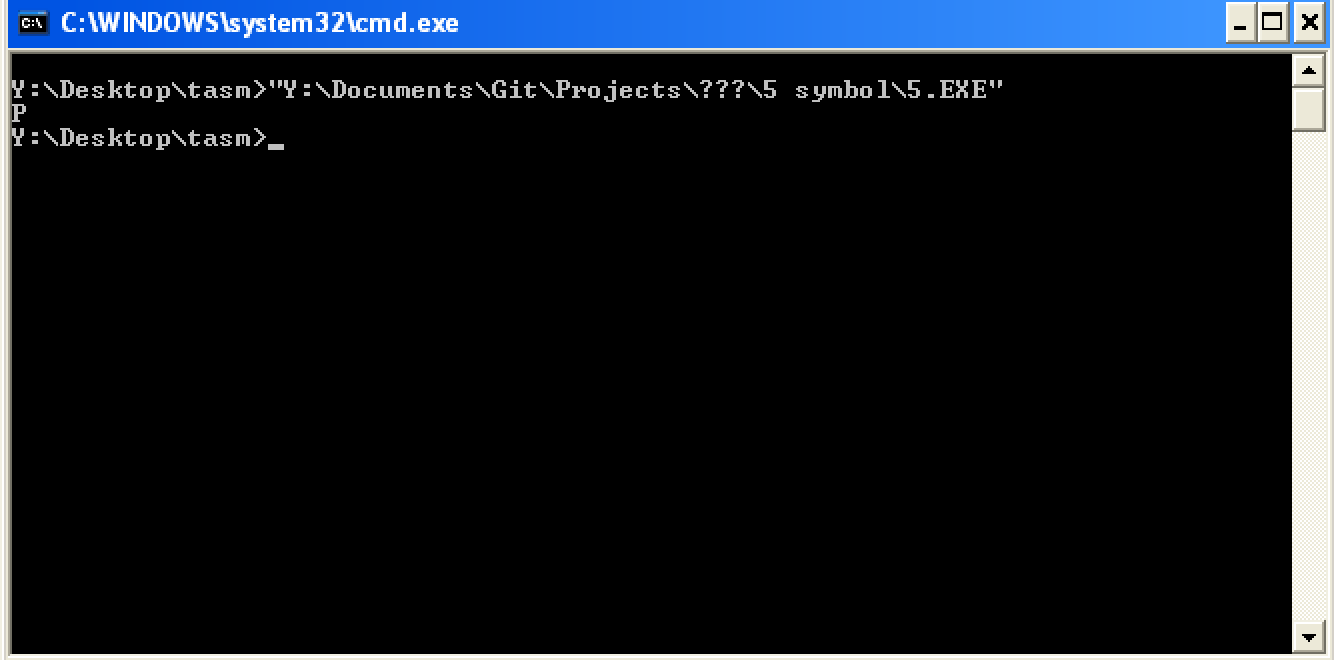 C:\WINDOWS\system32\cmd.exe
Y:\Desktop\tasm>"Y:\Documents\Git\Projects\???\5 symbol\5.EXE"
P
Y:\Desktop\tasm>_